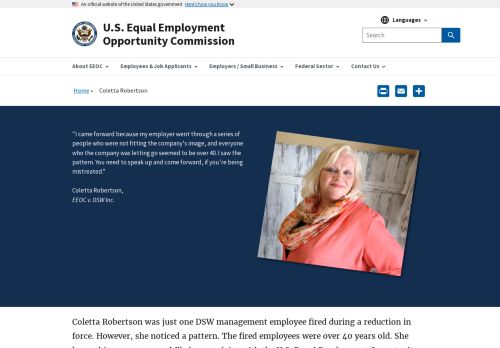 An official website of the United States government Here's how you know
U.S. Equal Employment
Opportunity Commission
Languages
Search
About EEOC
Employees & Job Applicants
Employers / Small Business
Federal Sector
Contact Us
Home
Coletta Robertson
"I came forward because my employer went through a series of
people who were not fitting the company's image, and everyone
who the company was letting go seemed to be over 40. I saw the
pattern. You need to speak up and come forward, if you're being
mistreated."
Coletta Robertson,
EEOC v. DSW Inc.
Coletta Robertson was just one DSW management employee fired during a reduction in
force. However, she noticed a pattern. The fired employees were over 40 years old. She